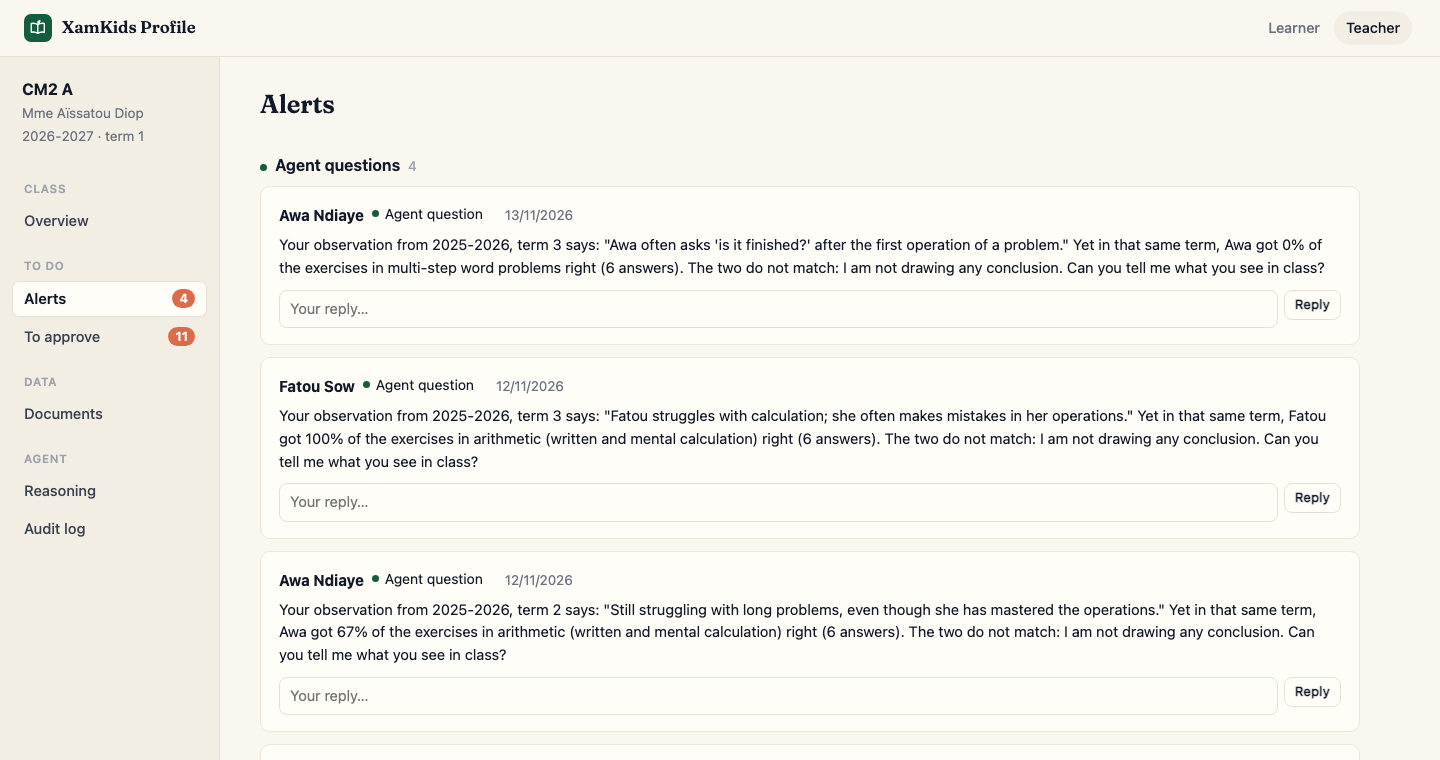 XamKids Profile
Learner
Teacher
CM2 A
Mme Aïssatou Diop
2026-2027 · term 1
CLASS
Overview
TO DO
Alerts 4
To approve 11
DATA
Documents
AGENT
Reasoning
Audit log
Alerts
Agent questions 4
Awa Ndiaye Agent question 13/11/2026
Your observation from 2025-2026, term 3 says: "Awa often asks 'is it finished?' after the first operation of a problem." Yet in that same term, Awa got 0% of
the exercises in multi-step word problems right (6 answers). The two do not match: I am not drawing any conclusion. Can you tell me what you see in class?
Your reply...
Reply
Fatou Sow Agent question 12/11/2026
Your observation from 2025-2026, term 3 says: "Fatou struggles with calculation; she often makes mistakes in her operations." Yet in that same term, Fatou
got 100% of the exercises in arithmetic (written and mental calculation) right (6 answers). The two do not match: I am not drawing any conclusion. Can you
tell me what you see in class?
Your reply...
Reply
Awa Ndiaye Agent question 12/11/2026
Your observation from 2025-2026, term 2 says: "Still struggling with long problems, even though she has mastered the operations." Yet in that same term,
Awa got 67% of the exercises in arithmetic (written and mental calculation) right (6 answers). The two do not match: I am not drawing any conclusion. Can
you tell me what you see in class?
Your reply...
Reply